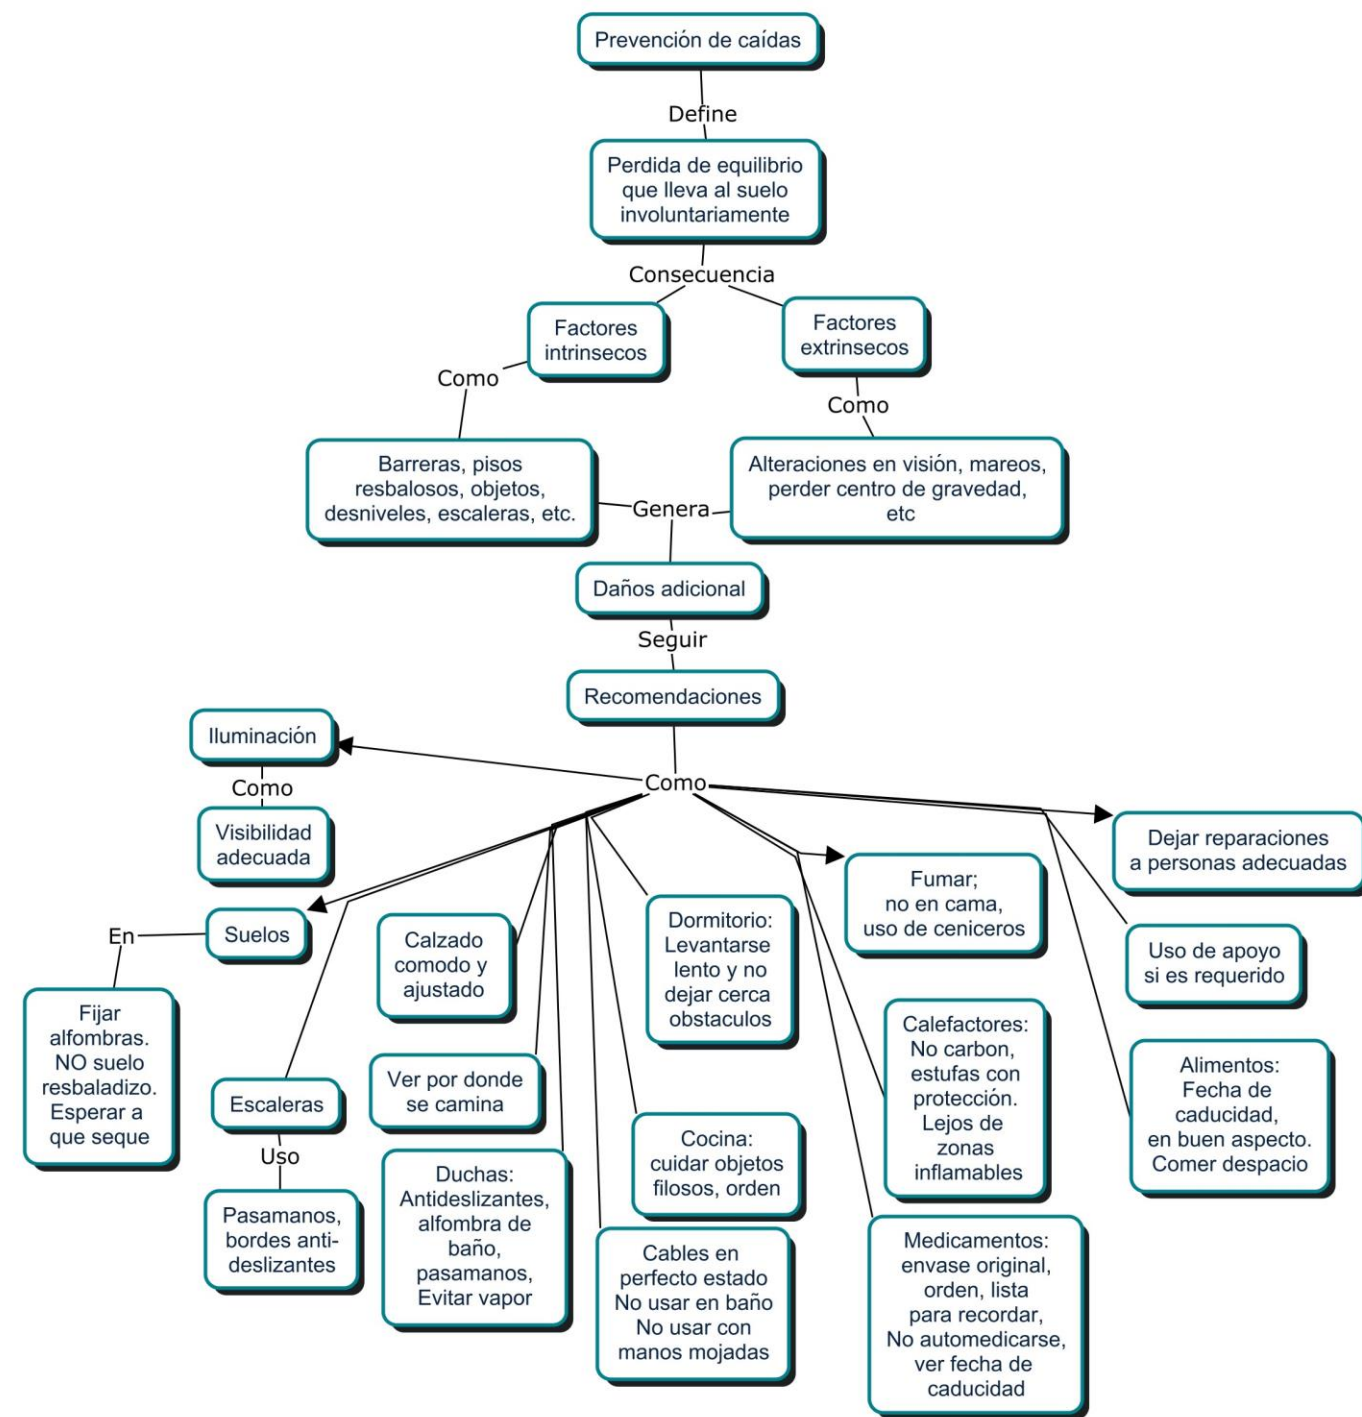 Prevención de caídas
Define
Perdida de equilibrio
que lleva al suelo
involuntariamente
Consecuencia
Factores
intrinsecos
Factores
extrinsecos
Como
Como
Barreras, pisos
resbalosos, objetos,
desniveles, escaleras, etc.
Alteraciones en visión, mareos,
perder centro de gravedad,
etc
Genera
Daños adicional
Seguir
Recomendaciones
Como
Iluminación
Como
Visibilidad
adecuada
Suelos
En
Fijar
alfombras.
NO suelo
resbaladizo.
Esperar a
que seque
Escaleras
Uso
Pasamanos,
bordes anti-
deslizantes
Calzado
comodo y
ajustado
Ver por donde
se camina
Duchas:
Antideslizantes,
alfombra de
baño,
pasamanos,
Evitar vapor
Dormitorio:
Levantarse
lento y no
dejar cerca
obstaculos
Cocina:
cuidar objetos
filosos, orden
Cables en
perfecto estado
No usar en baño
No usar con
manos mojadas
Fumar;
no en cama,
uso de ceniceros
Calefactores:
No carbon,
estufas con
protección.
Lejos de
zonas
inflamables
Medicamentos:
envase original,
orden, lista
para recordar,
No automedicarse,
ver fecha de
caducidad
Dejar reparaciones
a personas adecuadas
Uso de apoyo
si es requerido
Alimentos:
Fecha de
caducidad,
en buen aspecto.
Comer despacio